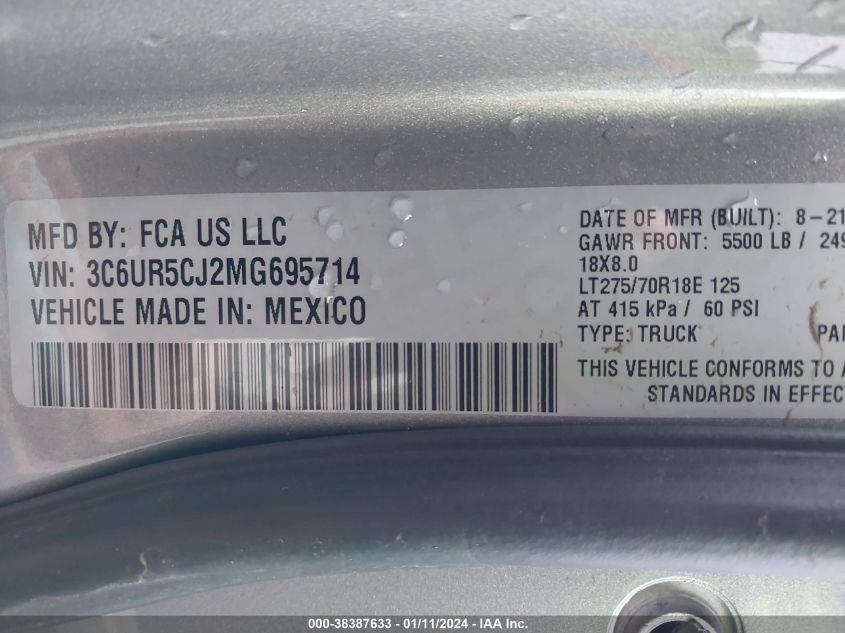 MFD BY: FCA US LLC
VIN: 3C6UR5CJ2MG695714
VEHICLE MADE IN: MEXICO
DATE OF MFR (BUILT): 8-21
GAWR FRONT: 5500 LB / 249
18X8.0
LT275/70R18E 125
AT 415 kPa / 60 PSI
TYPE: TRUCK PAI
THIS VEHICLE CONFORMS TO A
STANDARDS IN EFFEC
000-38387633 - 01/11/2024 - IAA Inc.